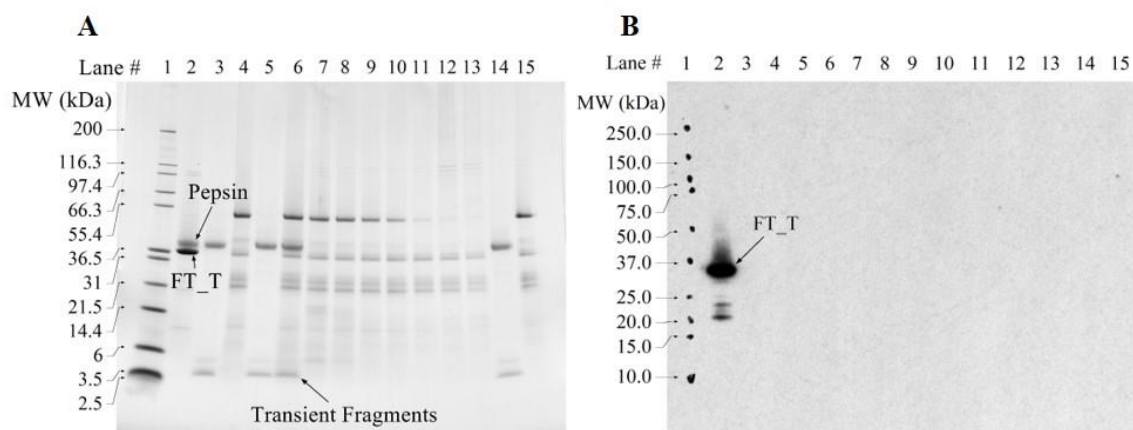 A
Lane # 1 2 3 4 5 6 7 8 9 10 11 12 13 14 15
MW (kDa)
200
116.3
97.4
66.3
55.4
36.5
31
21.5
14.4
6
3.5
2.5
Pepsin
FT_T
Transient Fragments
B
Lane # 1 2 3 4 5 6 7 8 9 10 11 12 13 14 15
MW (kDa)
250.0
150.0
100.0
75.0
50.0
37.0
25.0
20.0
15.0
10.0
FT_T